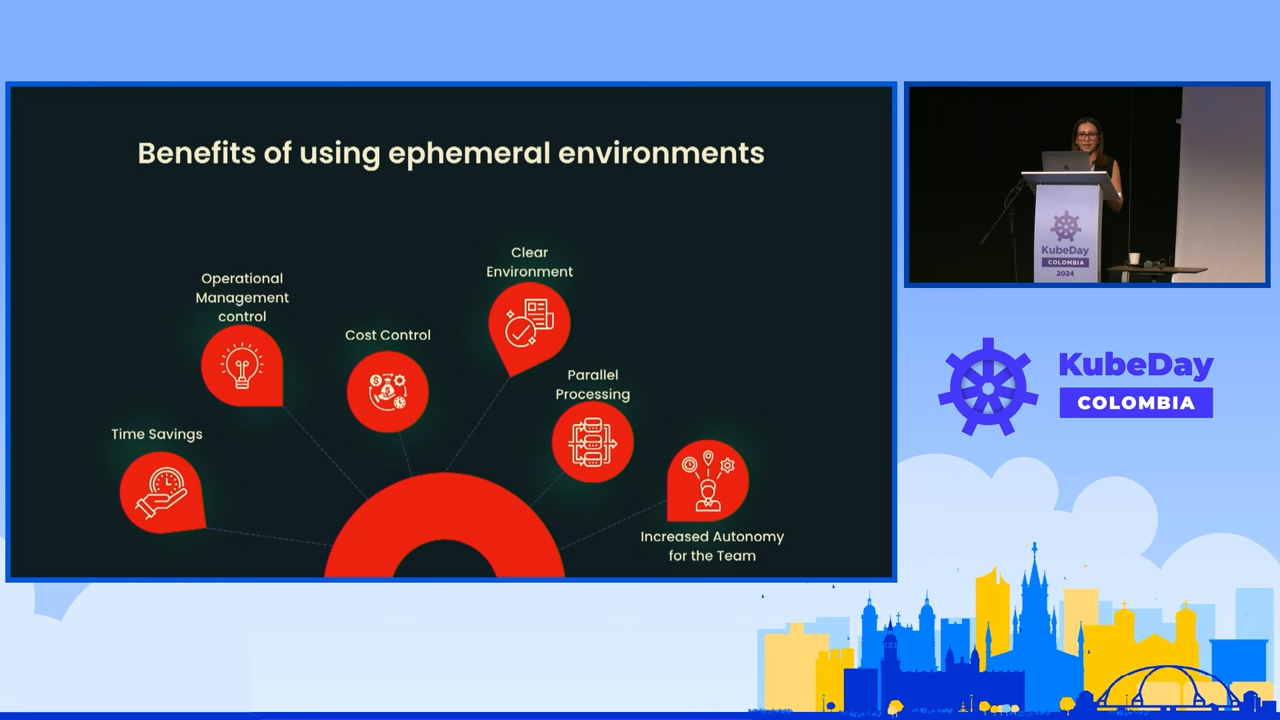 Benefits of using ephemeral environments
Clear
Environment
Operational
Management
control
Cost Control
Parallel
Processing
Time Savings
Increased Autonomy
for the Team
KubeDay
COLOMBIA
2024
KubeDay
COLOMBIA